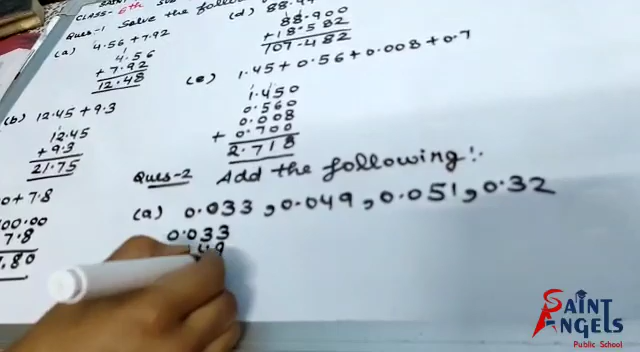 CLASS- 6th
Ques-1 Solve the
(a) 4.56 + 7.92
4.56
+ 7.92
12.48
(b) 12.45 + 9.3
12.45
+ 9.3
21.75
0 + 7.8
00.00
7.8
.80
(d)
88.900
+ 18.582
107.482
(e) 1.45 + 0.56 + 0.008 + 0.7
1.450
0.560
0.008
+ 0.700
2.718
Ques-2 Add the following:-
(a) 0.033, 0.049, 0.051, 0.32
0.033
49
SAINT
ANGELS
Public School